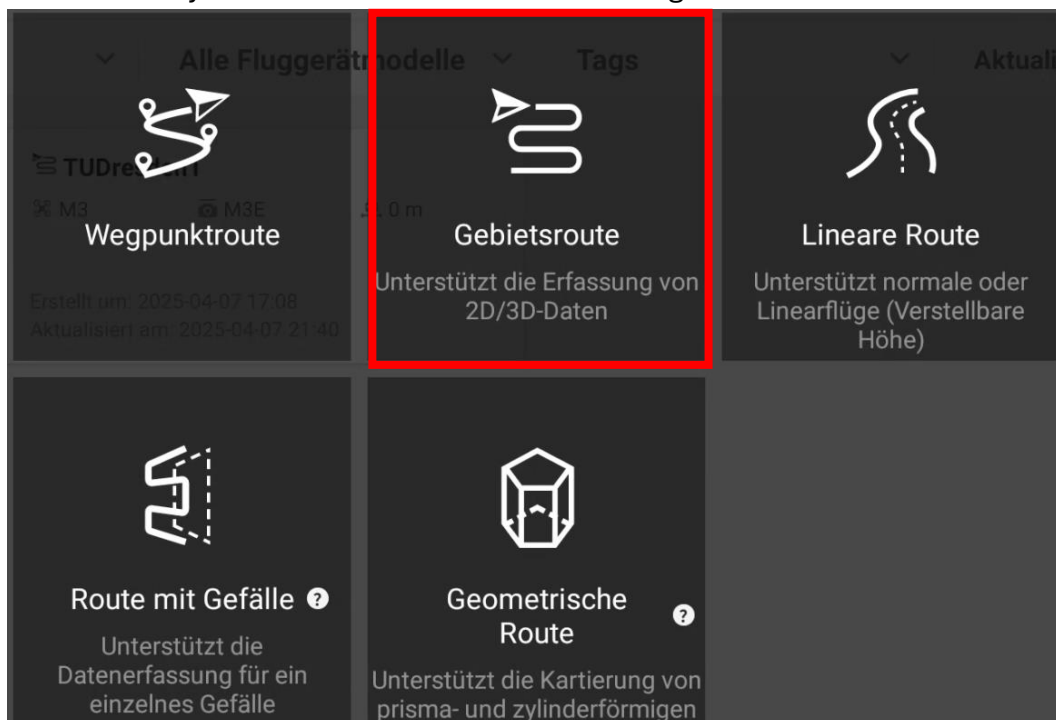 Alle Fluggerätmodelle
Tags
TUDresden1
M3
M3E
0 m
Erstellt um: 2025-04-07 17:08
Aktualisiert am: 2025-04-07 21:40
Wegpunktroute
Gebietsroute
Unterstützt die Erfassung von
2D/3D-Daten
Lineare Route
Unterstützt normale oder
Linearflüge (Verstellbare
Höhe)
Route mit Gefälle ?
Unterstützt die
Datenerfassung für ein
einzelnes Gefälle
Geometrische
Route ?
Unterstützt die Kartierung von
prisma- und zylinderförmigen